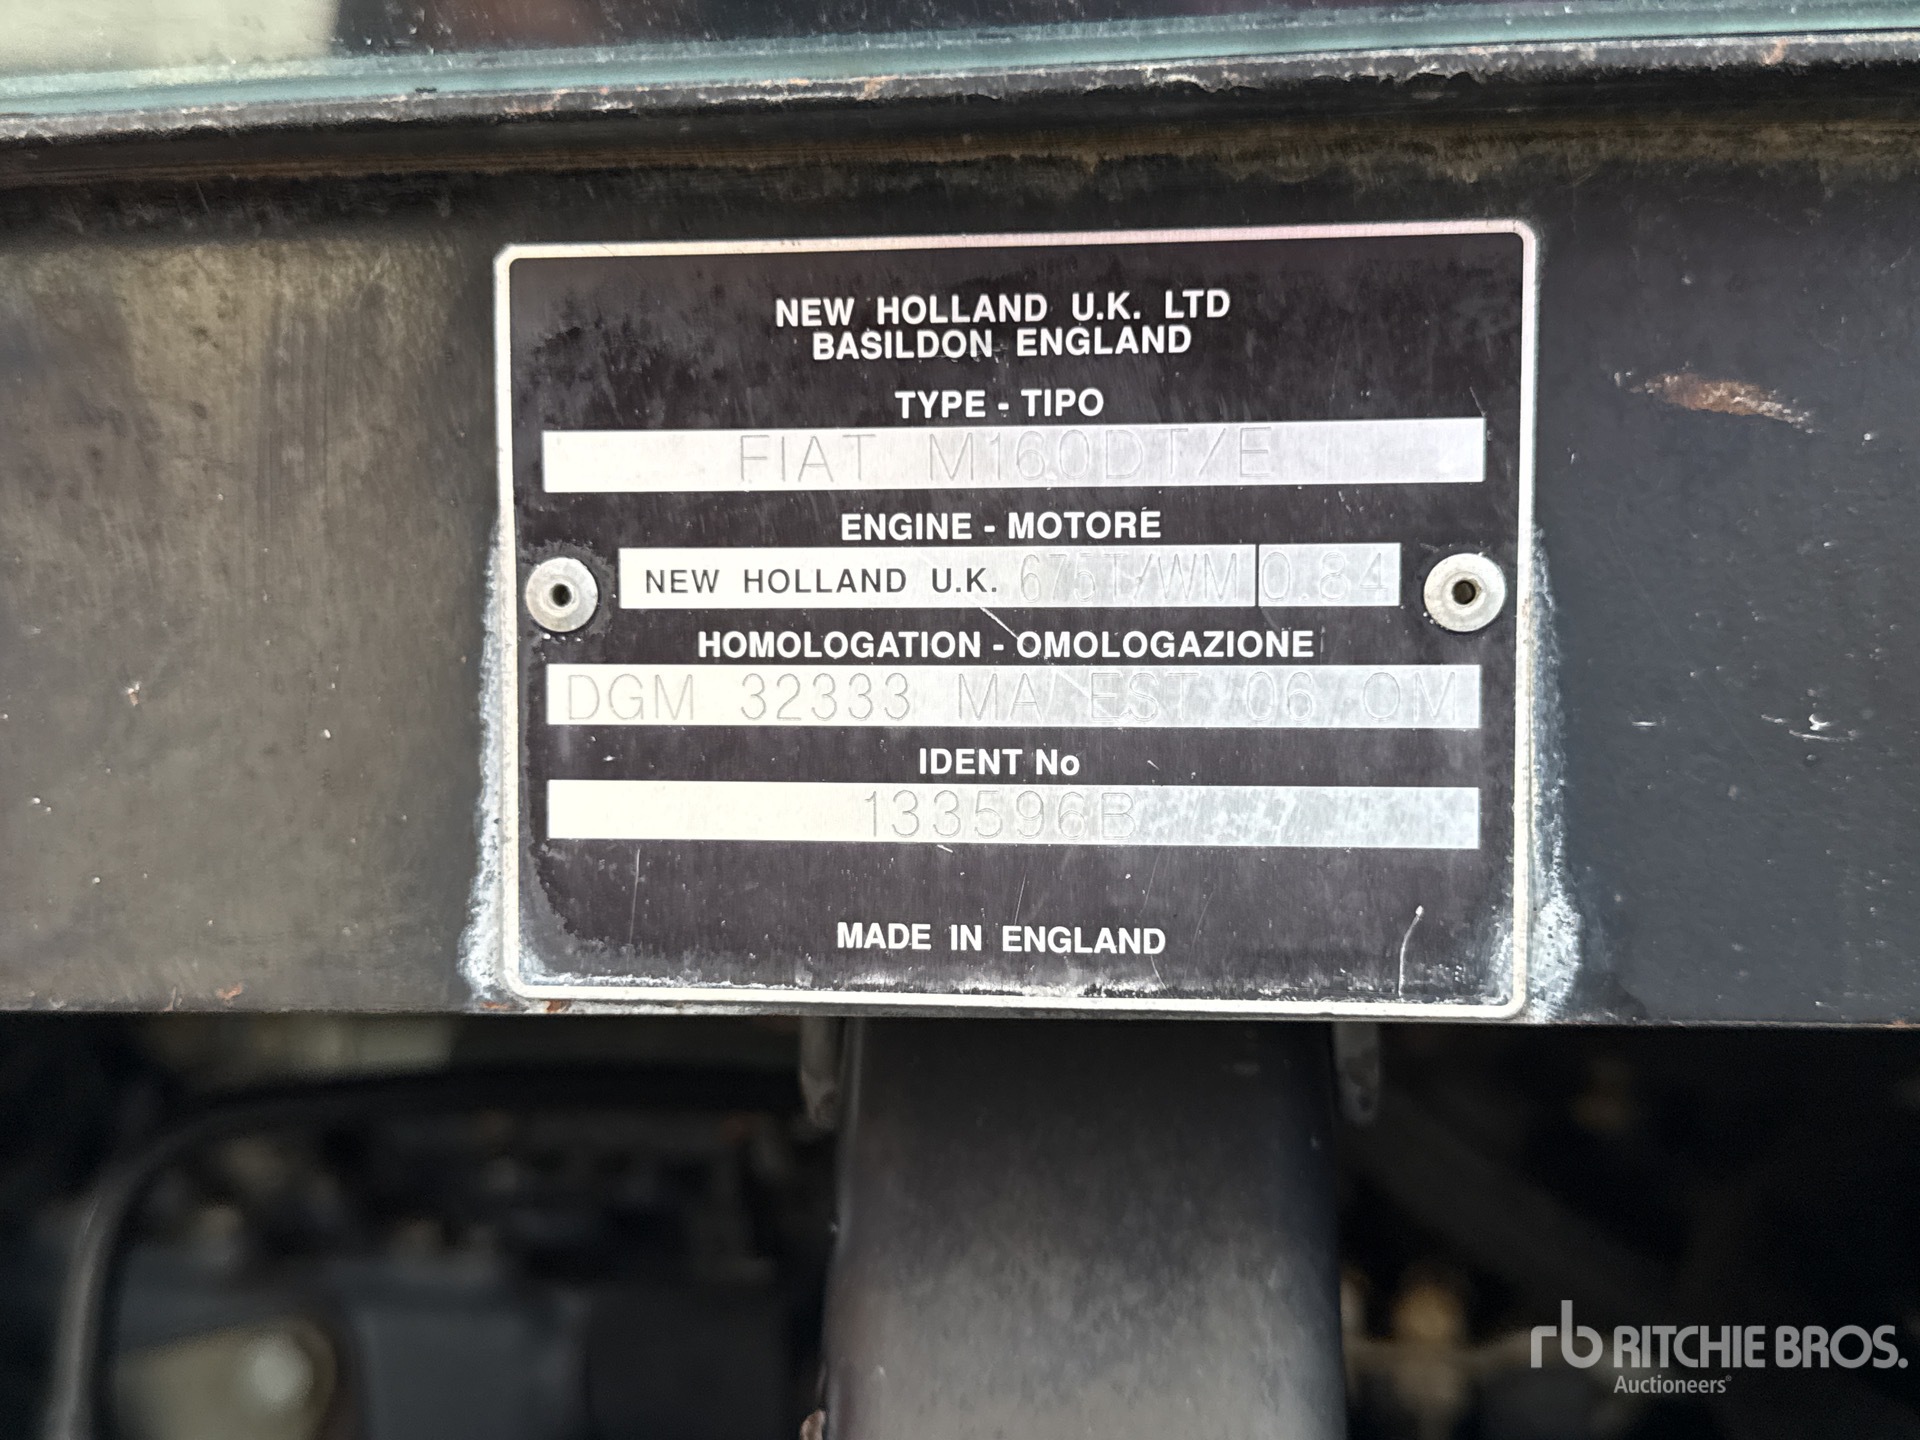 NEW HOLLAND U.K. LTD
BASILDON ENGLAND
TYPE - TIPO
FIAT M160DT/E
ENGINE - MOTORE
NEW HOLLAND U.K. 675T/WM 0.84
HOMOLOGATION - OMOLOGAZIONE
DGM 32333 MA EST 06 OM
IDENT No
133596B
MADE IN ENGLAND
rb RITCHIE BROS.
Auctioneers